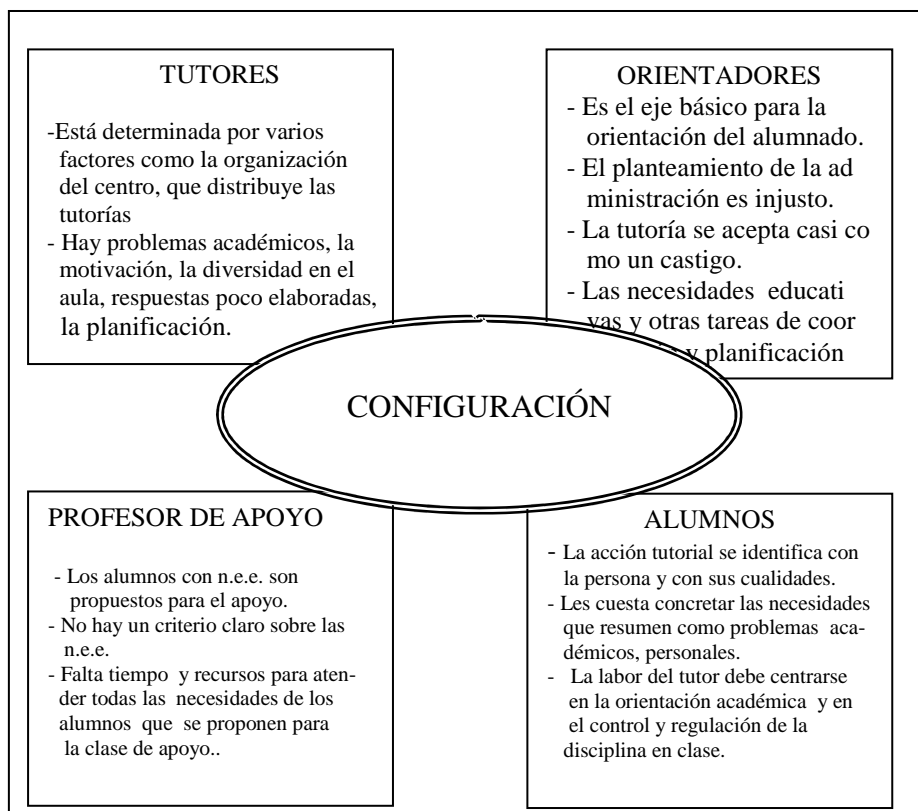 TUTORES
-Está determinada por varios
factores como la organización
del centro, que distribuye las
tutorías
- Hay problemas académicos, la
motivación, la diversidad en el
aula, respuestas poco elaboradas,
la planificación.
ORIENTADORES
- Es el eje básico para la
orientación del alumnado.
- El planteamiento de la ad
ministración es injusto.
- La tutoría se acepta casi co
mo un castigo.
- Las necesidades educati
vas y otras tareas de coor
y planificación
CONFIGURACIÓN
PROFESOR DE APOYO
- Los alumnos con n.e.e. son
propuestos para el apoyo.
- No hay un criterio claro sobre las
n.e.e.
- Falta tiempo y recursos para aten-
der todas las necesidades de los
alumnos que se proponen para
la clase de apoyo..
ALUMNOS
- La acción tutorial se identifica con
la persona y con sus cualidades.
- Les cuesta concretar las necesidades
que resumen como problemas aca-
démicos, personales.
- La labor del tutor debe centrarse
en la orientación académica y en
el control y regulación de la
disciplina en clase.